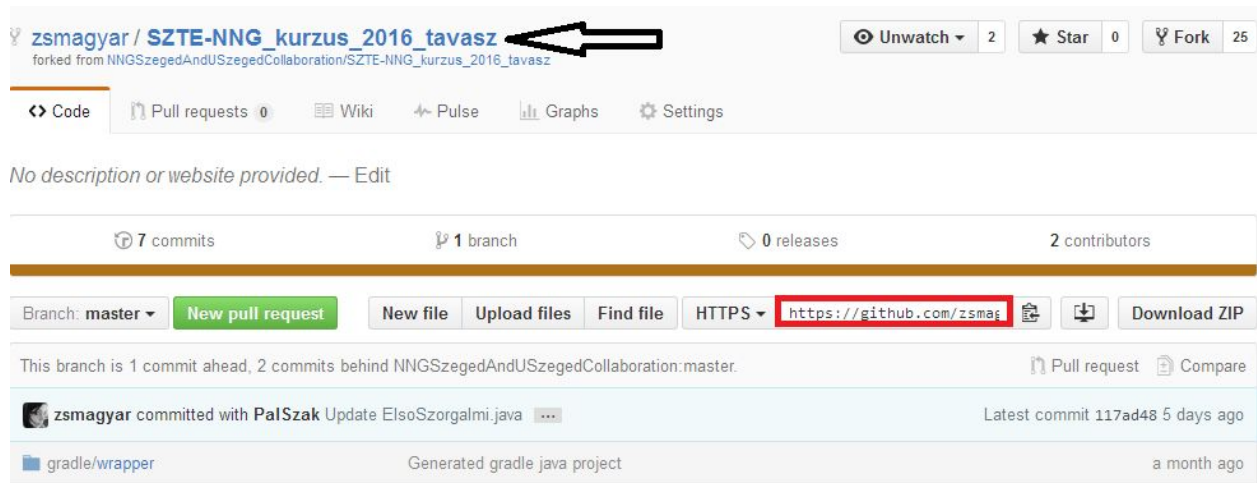 zsmagyar / SZTE-NNG_kurzus_2016_tavasz Unwatch 2 Star 0 Fork 25
forked from NNGSzegedAndUSzegedCollaboration/SZTE-NNG_kurzus_2016_tavasz
Code Pull requests 0 Wiki Pulse Graphs Settings
No description or website provided. — Edit
7 commits 1 branch 0 releases 2 contributors
Branch: master New pull request New file Upload files Find file HTTPS https://github.com/zsmag Download ZIP
This branch is 1 commit ahead, 2 commits behind NNGSzegedAndUSzegedCollaboration:master. Pull request Compare
zsmagyar committed with PalSzak Update ElsoSzorgalmi.java ... Latest commit 117ad48 5 days ago
gradle/wrapper Generated gradle java project a month ago